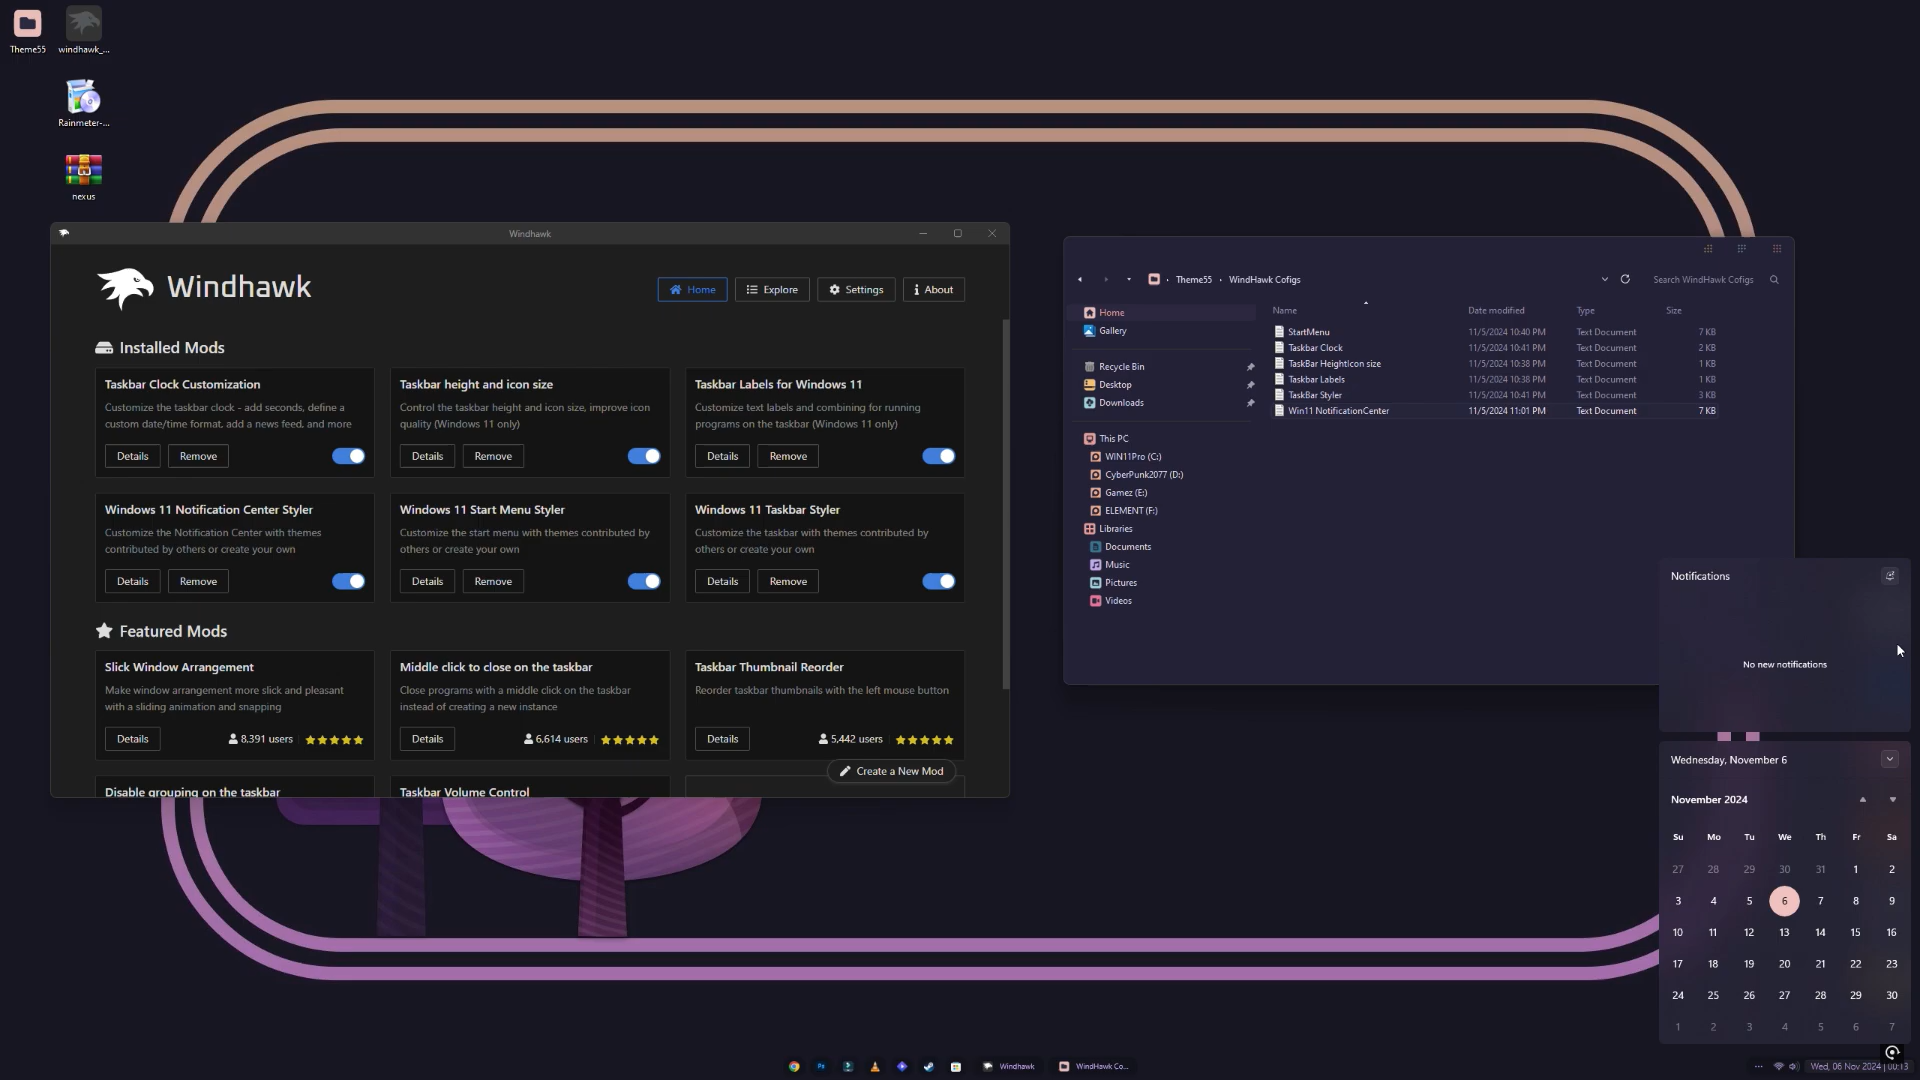 Theme55
windhawk_...
Rainmeter-...
nexus
Windhawk
Windhawk
Home
Explore
Settings
About
Installed Mods
Taskbar Clock Customization
Customize the taskbar clock - add seconds, define a
custom date/time format, add a news feed, and more
Details
Remove
Taskbar height and icon size
Control the taskbar height and icon size, improve icon
quality (Windows 11 only)
Details
Remove
Taskbar Labels for Windows 11
Customize text labels and combining for running
programs on the taskbar (Windows 11 only)
Details
Remove
Windows 11 Notification Center Styler
Customize the Notification Center with themes
contributed by others or create your own
Details
Remove
Windows 11 Start Menu Styler
Customize the start menu with themes contributed by
others or create your own
Details
Remove
Windows 11 Taskbar Styler
Customize the taskbar with themes contributed by
others or create your own
Details
Remove
Featured Mods
Slick Window Arrangement
Make window arrangement more slick and pleasant
with a sliding animation and snapping
Details
8,391 users
Middle click to close on the taskbar
Close programs with a middle click on the taskbar
instead of creating a new instance
Details
6,614 users
Taskbar Thumbnail Reorder
Reorder taskbar thumbnails with the left mouse button
Details
5,442 users
Create a New Mod
Disable grouping on the taskbar
Taskbar Volume Control
Theme55
WindHawk Cofigs
Search WindHawk Cofigs
Home
Gallery
Recycle Bin
Desktop
Downloads
This PC
WIN11Pro (C:)
CyberPunk2077 (D:)
Gamez (E:)
ELEMENT (F:)
Libraries
Documents
Music
Pictures
Videos
Name Date modified Type Size
StartMenu 11/5/2024 10:40 PM Text Document 7 KB
Taskbar Clock 11/5/2024 10:41 PM Text Document 2 KB
TaskBar HeightIcon size 11/5/2024 10:38 PM Text Document 1 KB
Taskbar Labels 11/5/2024 10:38 PM Text Document 1 KB
TaskBar Styler 11/5/2024 10:41 PM Text Document 3 KB
Win11 NotificationCenter 11/5/2024 11:01 PM Text Document 7 KB
Notifications
No new notifications
Wednesday, November 6
November 2024
Su Mo Tu We Th Fr Sa
27 28 29 30 31 1 2
3 4 5 6 7 8 9
10 11 12 13 14 15 16
17 18 19 20 21 22 23
24 25 26 27 28 29 30
1 2 3 4 5 6 7
Ps
Windhawk
WindHawk Co...
Wed, 06 Nov 2024 | 00:13